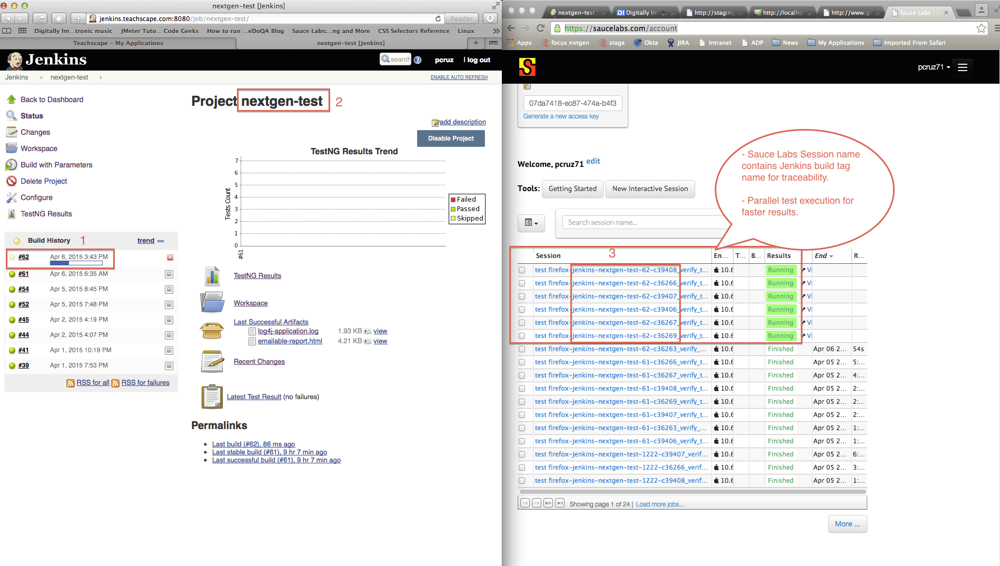 nextgen-test [Jenkins]
jenkins.teachscape.com:8080/job/nextgen-test/
Reader
Digitally Im...tronic music
JMeter Tuto... Code Geeks
How to run ...eDoQA Blog
Sauce Labs:...ng and More
CSS Selectors Reference
Linux
Teachscape – My Applications
nextgen-test [Jenkins]
Jenkins
search
pcruz
| log out
Jenkins
nextgen-test
ENABLE AUTO REFRESH
Back to Dashboard
Status
Changes
Workspace
Build with Parameters
Delete Project
Configure
TestNG Results
Build History
1
trend
#62 Apr 6, 2015 3:43 PM
#61 Apr 6, 2015 6:35 AM
#54 Apr 5, 2015 8:45 PM
#52 Apr 5, 2015 7:48 PM
#45 Apr 2, 2015 4:19 PM
#44 Apr 2, 2015 4:07 PM
#41 Apr 1, 2015 10:19 PM
#39 Apr 1, 2015 7:53 PM
RSS for all
RSS for failures
Project nextgen-test
2
add description
Disable Project
TestNG Results Trend
7
6
5
4
3
2
1
0
Tests Count
#61
Failed
Passed
Skipped
TestNG Results
Workspace
Last Successful Artifacts
log4j-application.log 1.93 KB view
emailable-report.html 4.21 KB view
Recent Changes
Latest Test Result (no failures)
Permalinks
Last build (#62), 86 ms ago
Last stable build (#61), 9 hr 7 min ago
Last successful build (#61), 9 hr 7 min ago
nextgen-test
Digitally Im
http://staging
http://localho
http://www.g
Sauce Labs | A
https://saucelabs.com/account
Apps
focus nxtgen
stage
Okta
JIRA
Intranet
ADP
News
My Applications
Imported From Safari
S
pcruz71
07da7418-ec87-474a-b4f3
Generate a new access key
Welcome, pcruz71 edit
Tools: Getting Started New Interactive Session
Search session name...
- Sauce Labs Session name
contains Jenkins build tag
name for traceability.
- Parallel test execution for
faster results.
3
Session En... T... B... Results End R...
test firefox-jenkins-nextgen-test-62-c39408_verify_t... 10.6 Running Vi
test firefox-jenkins-nextgen-test-62-c36266_verify_t... 10.6 Running Vi
test firefox-jenkins-nextgen-test-62-c39407_verify_t... 10.6 Running Vi
test firefox-jenkins-nextgen-test-62-c39406_verify_t... 10.6 Running Vi
test firefox-jenkins-nextgen-test-62-c36267_verify_t... 10.6 Running Vi
test firefox-jenkins-nextgen-test-62-c36269_verify_t... 10.6 Running Vi
test firefox-jenkins-nextgen-test-62-c36263_verify_... 10.6 Finished Apr 06 2... 54s
test firefox-jenkins-nextgen-test-61-c36266_verify_t... 10.6 Finished Apr 05 2... 5:...
test firefox-jenkins-nextgen-test-61-c36267_verify_t... 10.6 Finished Apr 05 2... 4:...
test firefox-jenkins-nextgen-test-61-c39408_verify_t... 10.6 Finished Apr 05 2... 2:...
test firefox-jenkins-nextgen-test-61-c36269_verify_t... 10.6 Finished Apr 05 2... 2:...
test firefox-jenkins-nextgen-test-61-c39407_verify_t... 10.6 Finished Apr 05 2... 2:...
test firefox-jenkins-nextgen-test-61-c36263_verify_... 10.6 Finished Apr 05 2... 1:...
test firefox-jenkins-nextgen-test-61-c39406_verify_t... 10.6 Finished Apr 05 2... 1:...
test firefox-jenkins-nextgen-test-1222-c39407_verif... 10.6 Finished Apr 05 2... 6:...
test firefox-jenkins-nextgen-test-1222-c36266_verif... 10.6 Finished Apr 05 2... 3:...
test firefox-jenkins-nextgen-test-1222-c39408_verif... 10.6 Finished Apr 05 2... 1:...
Showing page 1 of 24 | Load more jobs...
More ...